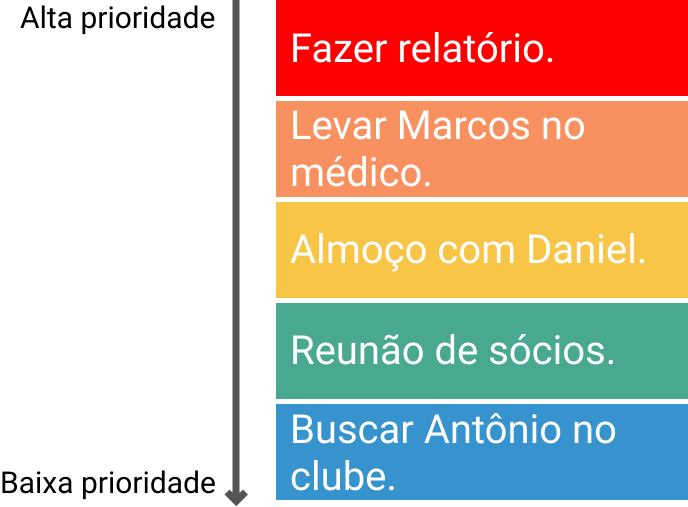 Alta prioridade
Fazer relatório.
Levar Marcos no
médico.
Almoço com Daniel.
Reunão de sócios.
Buscar Antônio no
clube.
Baixa prioridade